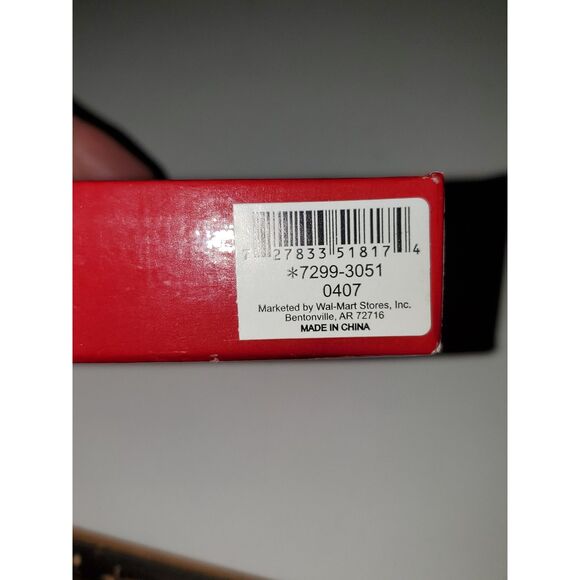 7 27833 51817 4
*7299-3051
0407
Marketed by Wal-Mart Stores, Inc.
Bentonville, AR 72716
MADE IN CHINA